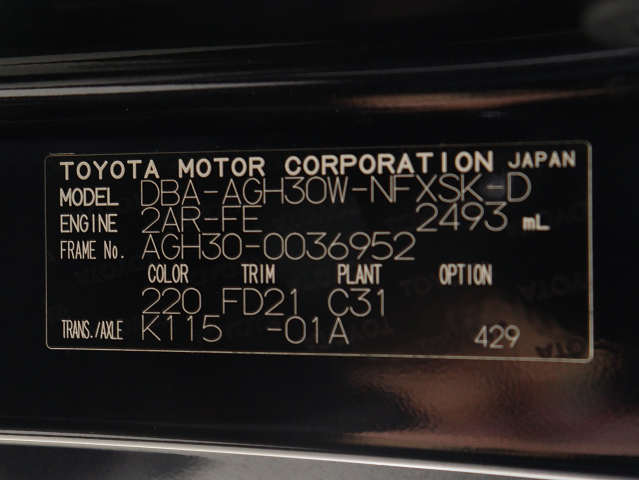 TOYOTA MOTOR CORPORATION JAPAN
MODEL DBA-AGH30W-NFXSK-D
ENGINE 2AR-FE 2493 mL
FRAME No. AGH30-0036952
COLOR TRIM PLANT OPTION
220 FD21 C31
TRANS./AXLE K115 -01A 429